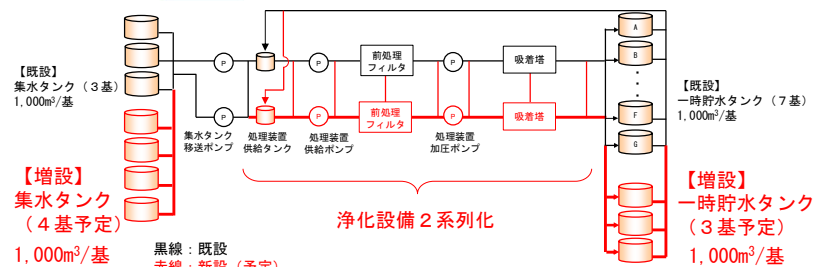 【既設】
集水タンク（３基）
1,000m³/基
【増設】
集水タンク
（４基予定）
1,000m³/基
P
P
集水タンク
移送ポンプ
処理装置
供給タンク
P
P
処理装置
供給ポンプ
前処理
フィルタ
前処理
フィルタ
P
P
処理装置
加圧ポンプ
吸着塔
吸着塔
浄化設備２系列化
A
B
F
G
【既設】
一時貯水タンク（７基）
1,000m³/基
【増設】
一時貯水タンク
（３基予定）
1,000m³/基
黒線：既設
赤線：新設（予定）